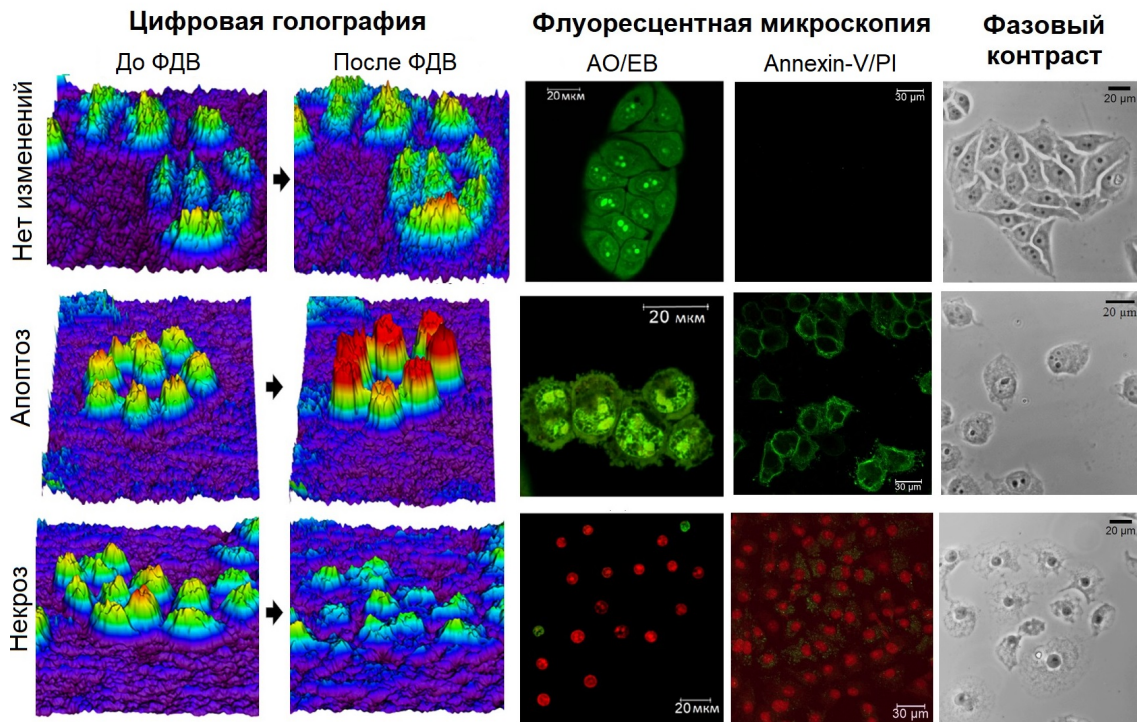 Цифровая голография
Флуоресцентная микроскопия
Фазовый
контраст
До ФДВ
После ФДВ
AO/EB
Annexin-V/PI
Нет изменений
20 мкм
30 µm
20 µm
Апоптоз
20 мкм
30 µm
20 µm
Некроз
20 мкм
30 µm
20 µm